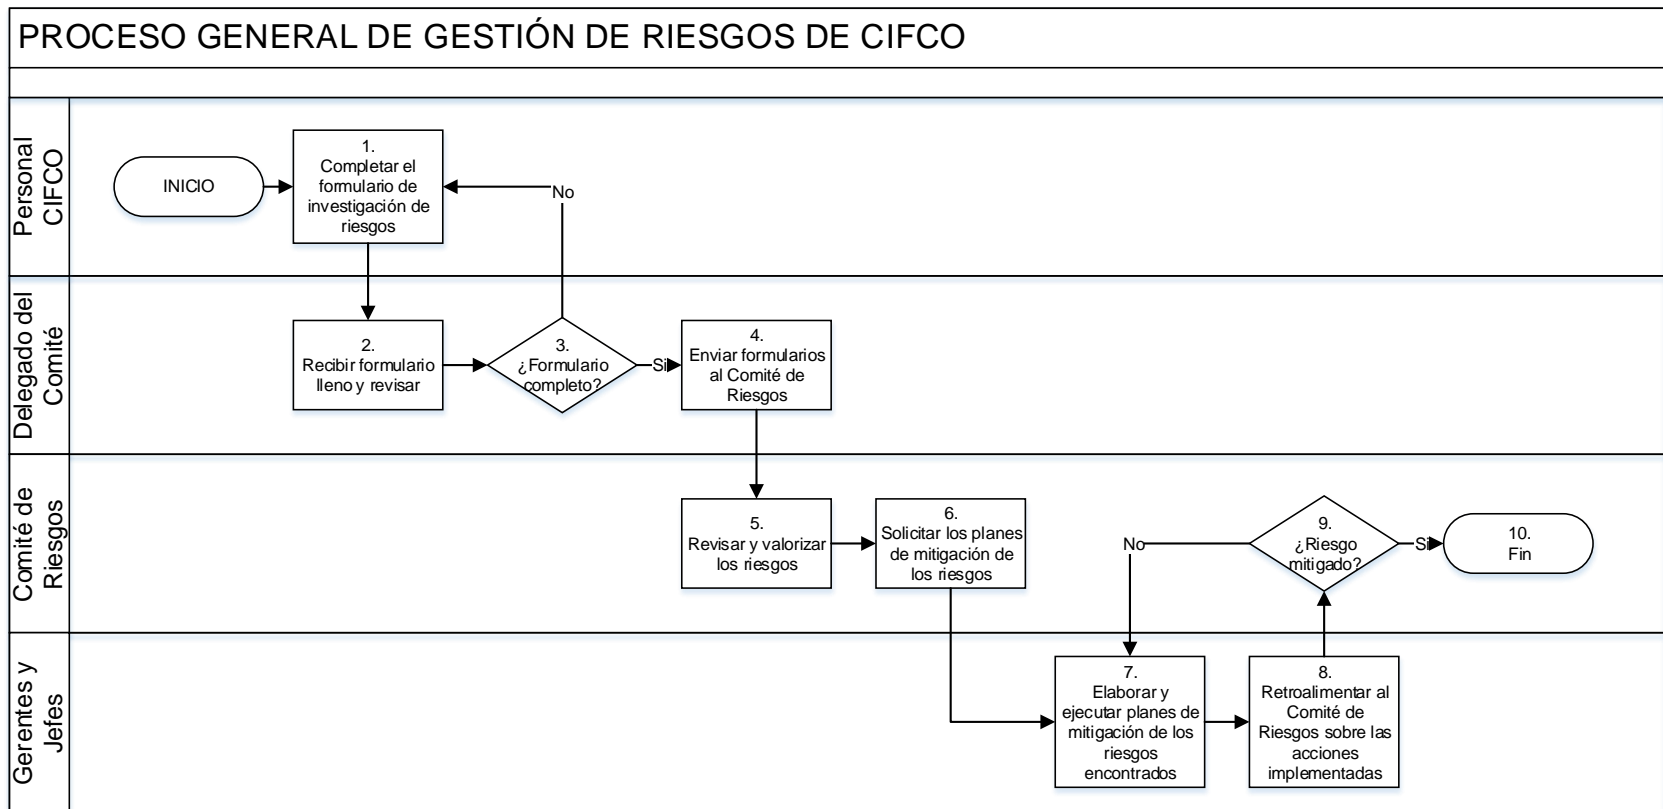 PROCESO GENERAL DE GESTIÓN DE RIESGOS DE CIFCO
Personal
CIFCO
INICIO
1.
Completar el
formulario de
investigación de
riesgos
No
Delegado del
Comité
2.
Recibir formulario
lleno y revisar
3.
¿Formulario
completo?
Si
4.
Enviar formularios
al Comité de
Riesgos
Comité de
Riesgos
5.
Revisar y valorizar
los riesgos
6.
Solicitar los planes
de mitigación de
los riesgos
No
9.
¿Riesgo
mitigado?
Si
10.
Fin
Gerentes y
Jefes
7.
Elaborar y
ejecutar planes de
mitigación de los
riesgos
encontrados
8.
Retroalimentar al
Comité de
Riesgos sobre las
acciones
implementadas